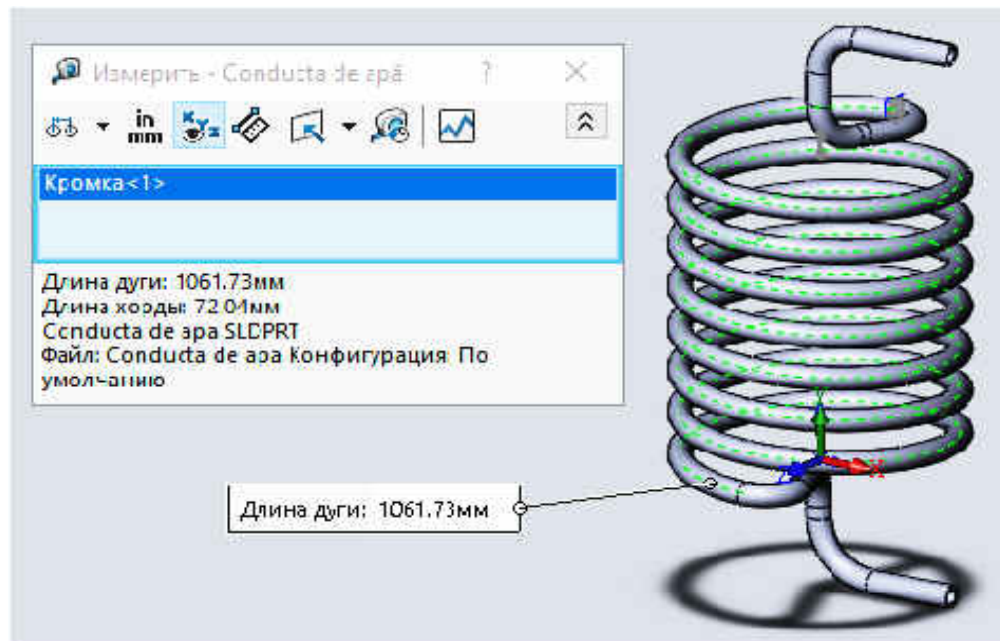 Измерить - Conducta de apă ?
in
mm
Кромка<1>
Длина дуги: 1061.73мм
Длина хорды: 72.04мм
Conducta de apa SLDPRT
Файл: Conducta de apa Конфигурация: По
умолчанию
Длина дуги: 1061.73мм
Y
X